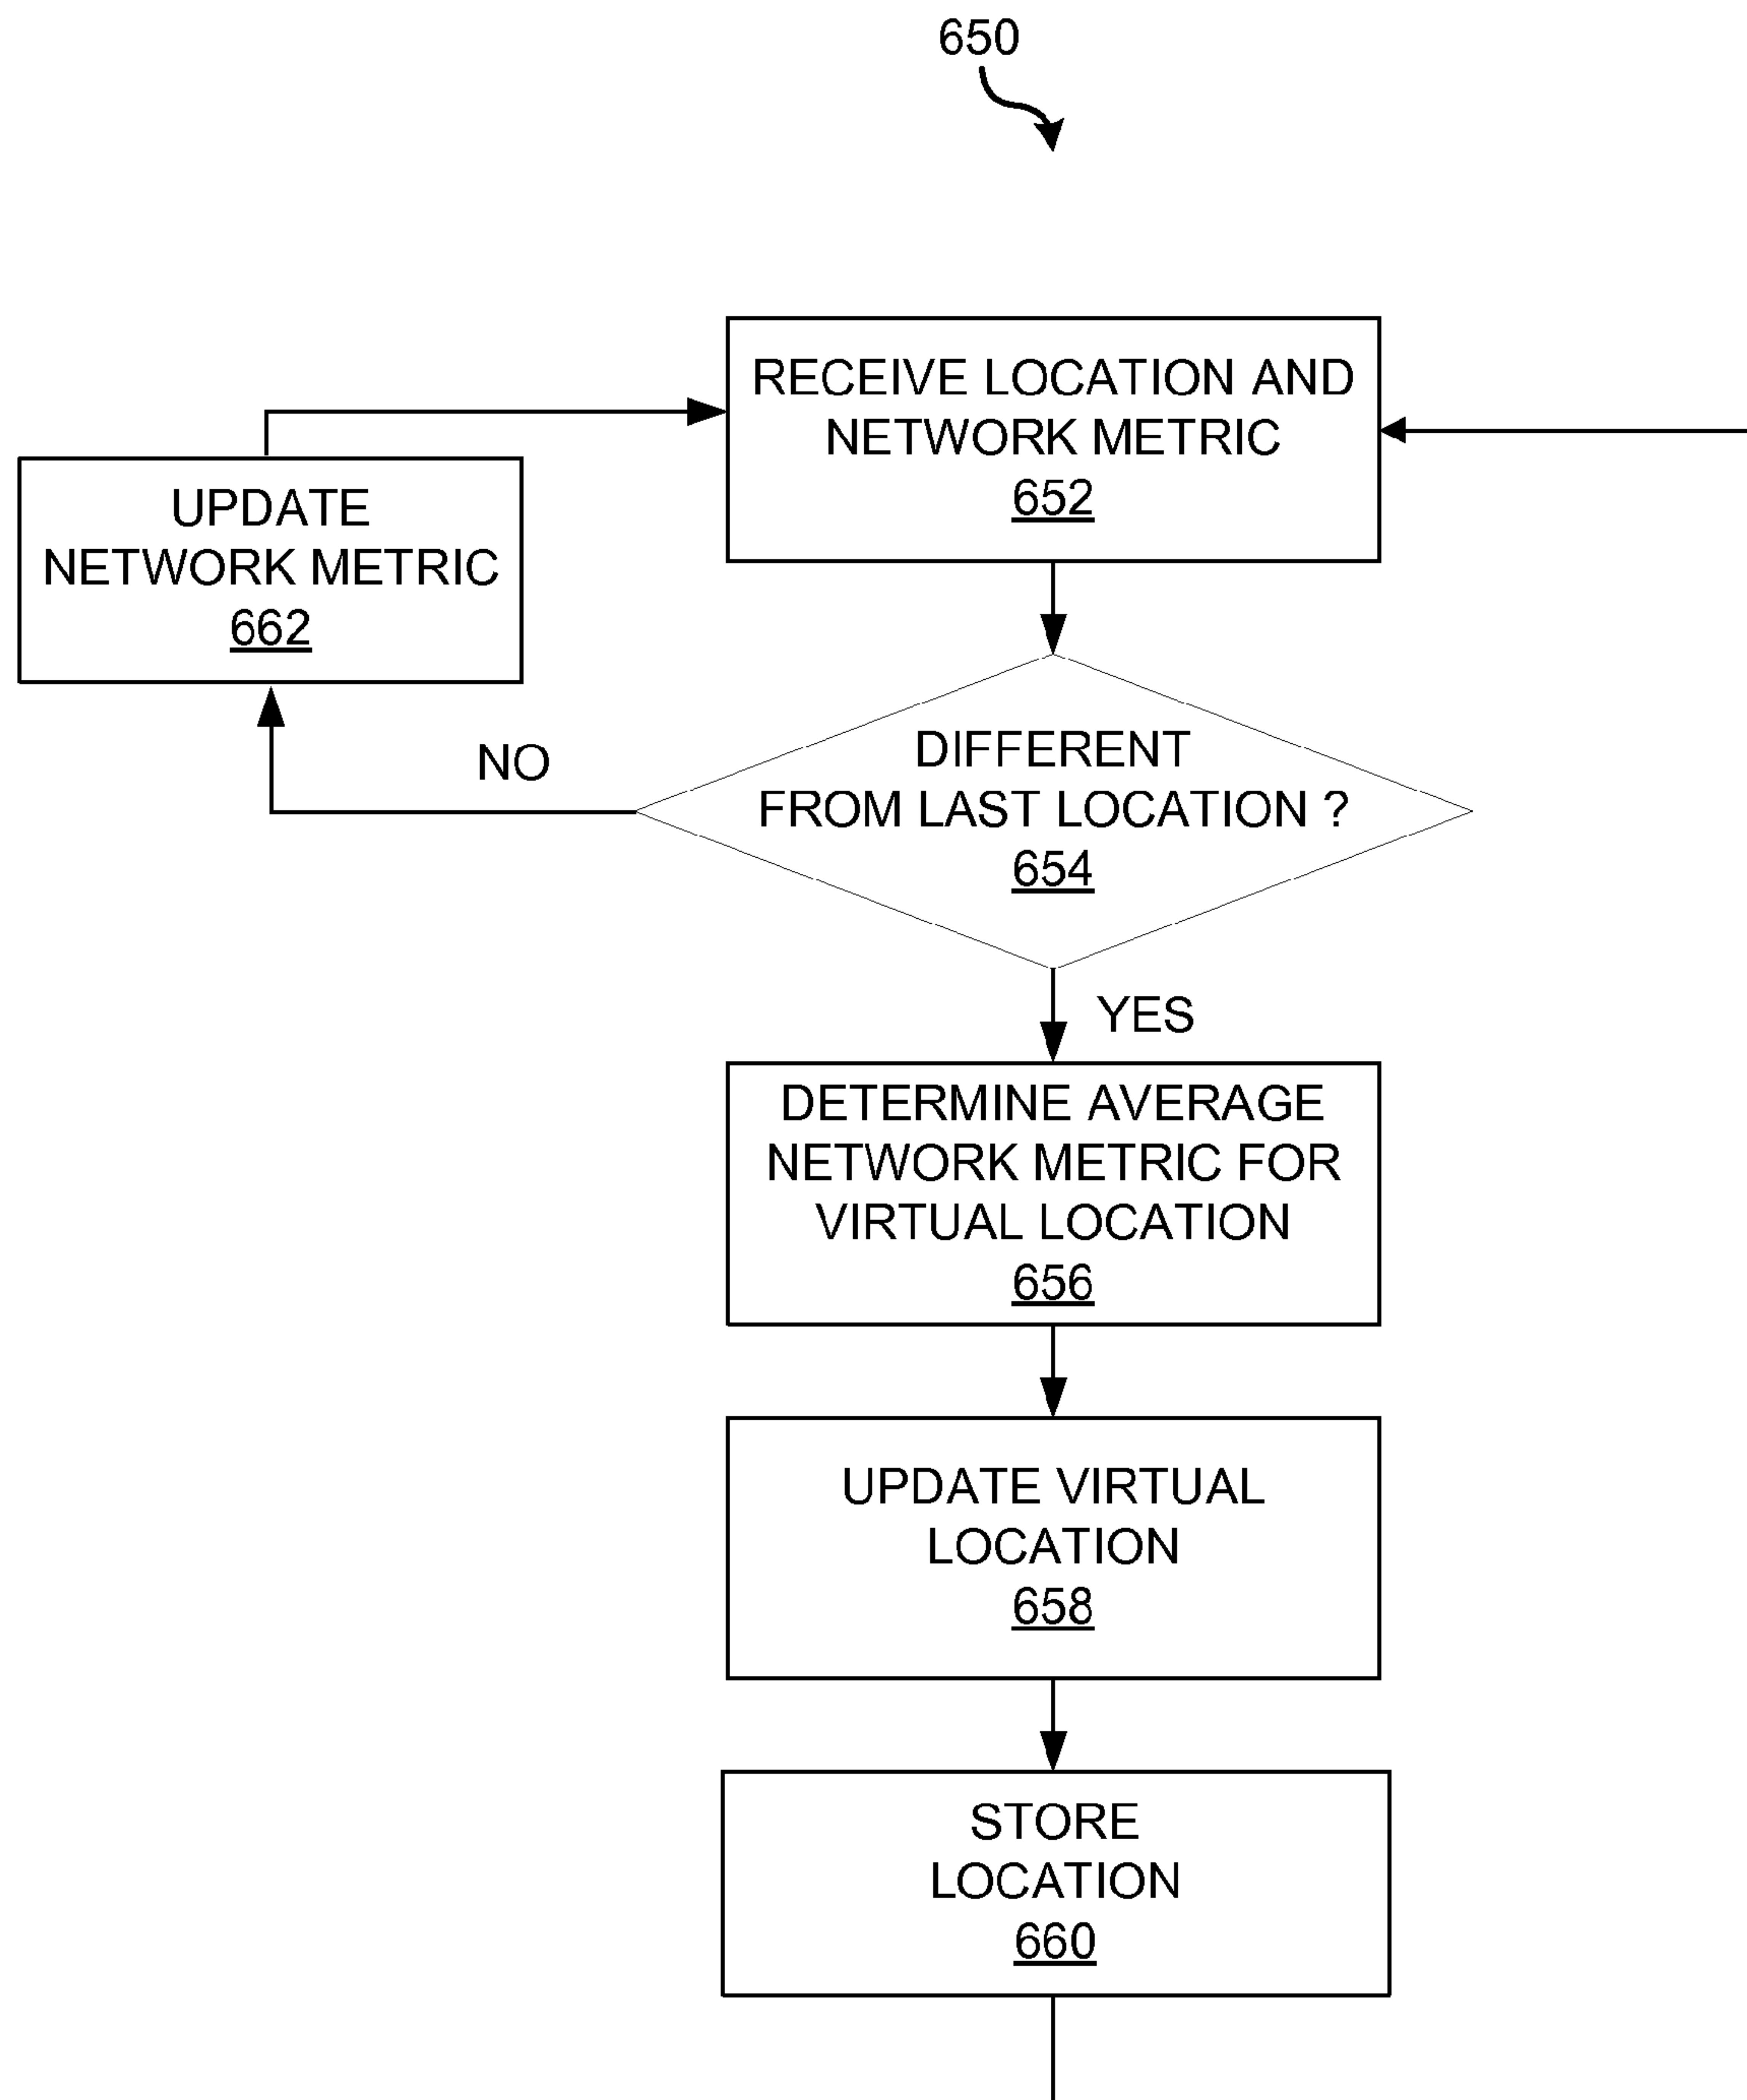 650
RECEIVE LOCATION AND
NETWORK METRIC
652
UPDATE
NETWORK METRIC
662
NO
DIFFERENT
FROM LAST LOCATION ?
654
YES
DETERMINE AVERAGE
NETWORK METRIC FOR
VIRTUAL LOCATION
656
UPDATE VIRTUAL
LOCATION
658
STORE
LOCATION
660